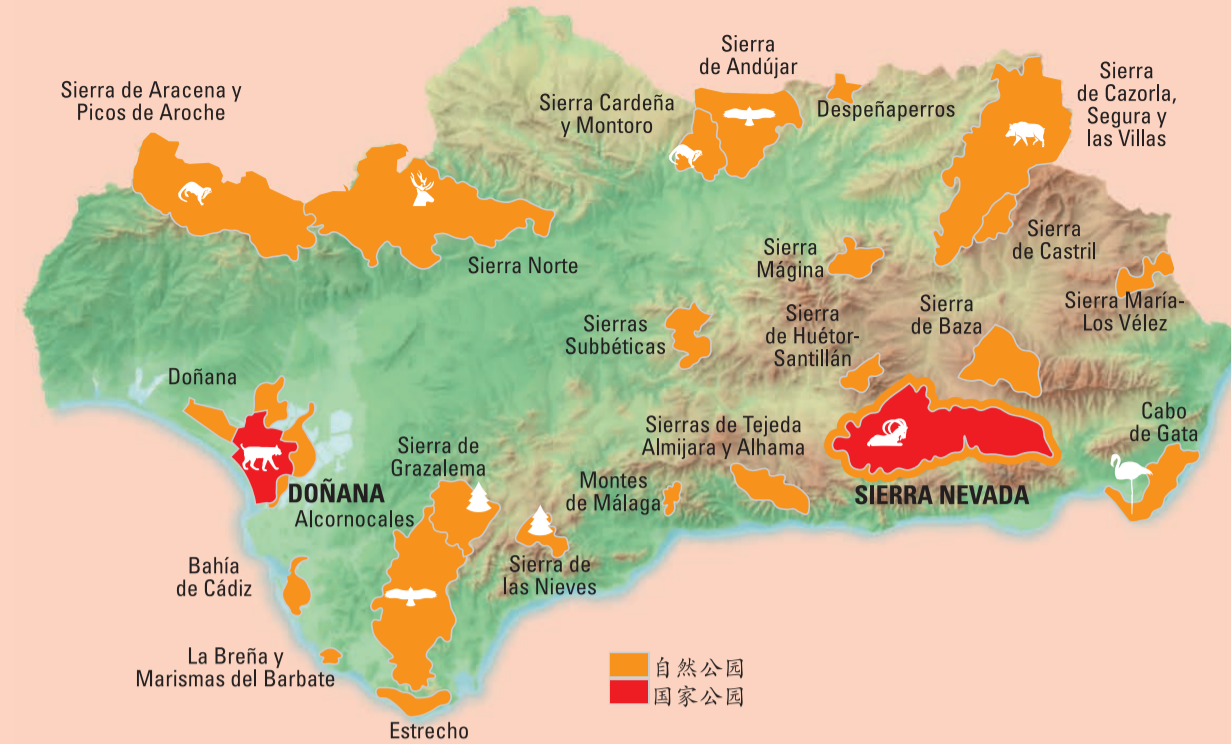 Sierra
de Andújar
Sierra de Aracena y
Picos de Aroche
Sierra Cardeña
y Montoro
Despeñaperros
Sierra
de Cazorla,
Segura y
las Villas
Sierra Norte
Sierra
Mágina
Sierra
de Castril
Sierra María-
Los Vélez
Sierras
Subbéticas
Sierra
de Huétor-
Santillán
Sierra
de Baza
Doñana
Cabo
de Gata
Sierra de
Grazalema
Sierras de Tejeda
Almijara y Alhama
Montes
de Málaga
SIERRA NEVADA
DOÑANA
Alcornocales
Bahía
de Cádiz
Sierra de
las Nieves
La Breña y
Marismas del Barbate
Estrecho
自然公园
国家公园